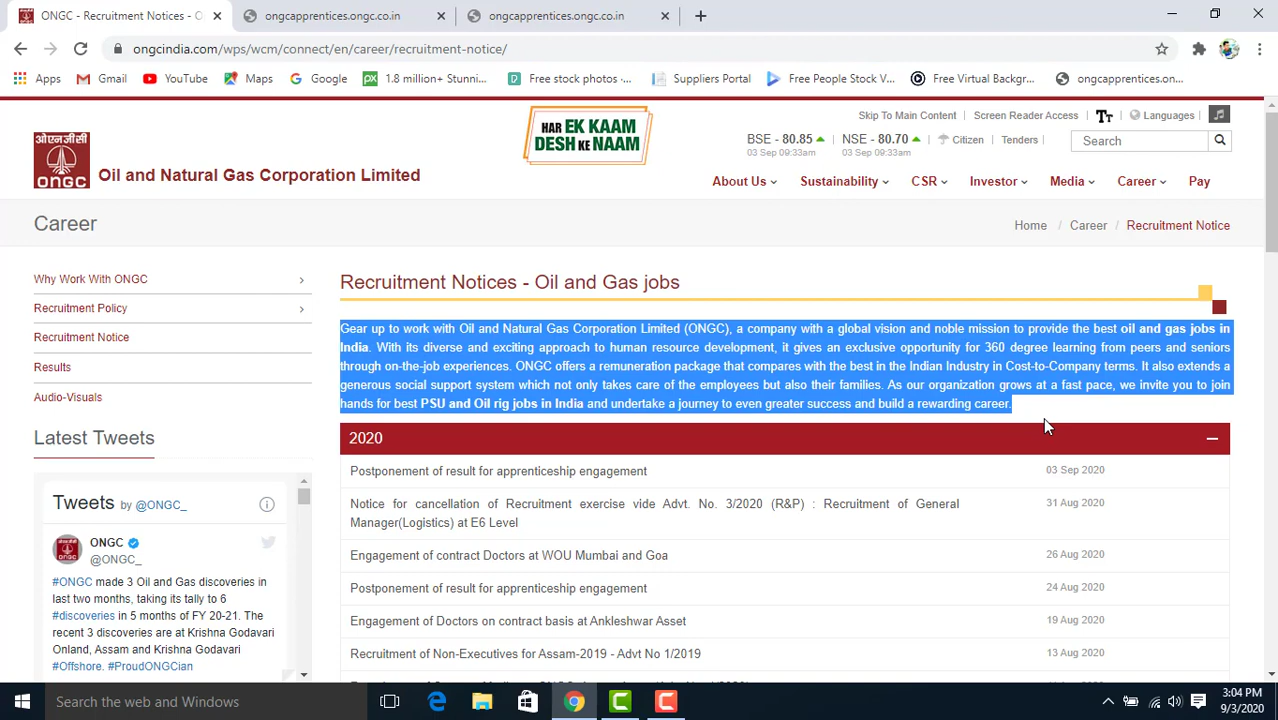 ONGC - Recruitment Notices - O
ongcapprentices.ongc.co.in
ongcapprentices.ongc.co.in
ongcindia.com/wps/wcm/connect/en/career/recruitment-notice/
Apps
Gmail
YouTube
Maps
Google
1.8 million+ Stunni...
Free stock photos -...
Suppliers Portal
Free People Stock V...
Free Virtual Backgr...
ongcapprentices.on...
Skip To Main Content
Screen Reader Access
TT
Languages
ओ एन जी सी
ONGC
Oil and Natural Gas Corporation Limited
HAR EK KAAM
DESH KE NAAM
BSE - 80.85
03 Sep 09:33am
NSE - 80.70
03 Sep 09:33am
Citizen
Tenders
Search
About Us
Sustainability
CSR
Investor
Media
Career
Pay
Career
Home / Career / Recruitment Notice
Why Work With ONGC
Recruitment Policy
Recruitment Notice
Results
Audio-Visuals
Latest Tweets
Tweets by @ONGC_
ONGC
@ONGC_
#ONGC made 3 Oil and Gas discoveries in
last two months, taking its tally to 6
#discoveries in 5 months of FY 20-21. The
recent 3 discoveries are at Krishna Godavari
Onland, Assam and Krishna Godavari
#Offshore. #ProudONGCian
Recruitment Notices - Oil and Gas jobs
Gear up to work with Oil and Natural Gas Corporation Limited (ONGC), a company with a global vision and noble mission to provide the best oil and gas jobs in
India. With its diverse and exciting approach to human resource development, it gives an exclusive opportunity for 360 degree learning from peers and seniors
through on-the-job experiences. ONGC offers a remuneration package that compares with the best in the Indian Industry in Cost-to-Company terms. It also extends a
generous social support system which not only takes care of the employees but also their families. As our organization grows at a fast pace, we invite you to join
hands for best PSU and Oil rig jobs in India and undertake a journey to even greater success and build a rewarding career.
2020
Postponement of result for apprenticeship engagement 03 Sep 2020
Notice for cancellation of Recruitment exercise vide Advt. No. 3/2020 (R&P) : Recruitment of General 31 Aug 2020
Manager(Logistics) at E6 Level
Engagement of contract Doctors at WOU Mumbai and Goa 26 Aug 2020
Postponement of result for apprenticeship engagement 24 Aug 2020
Engagement of Doctors on contract basis at Ankleshwar Asset 19 Aug 2020
Recruitment of Non-Executives for Assam-2019 - Advt No 1/2019 13 Aug 2020
Search the web and Windows
3:04 PM
9/3/2020